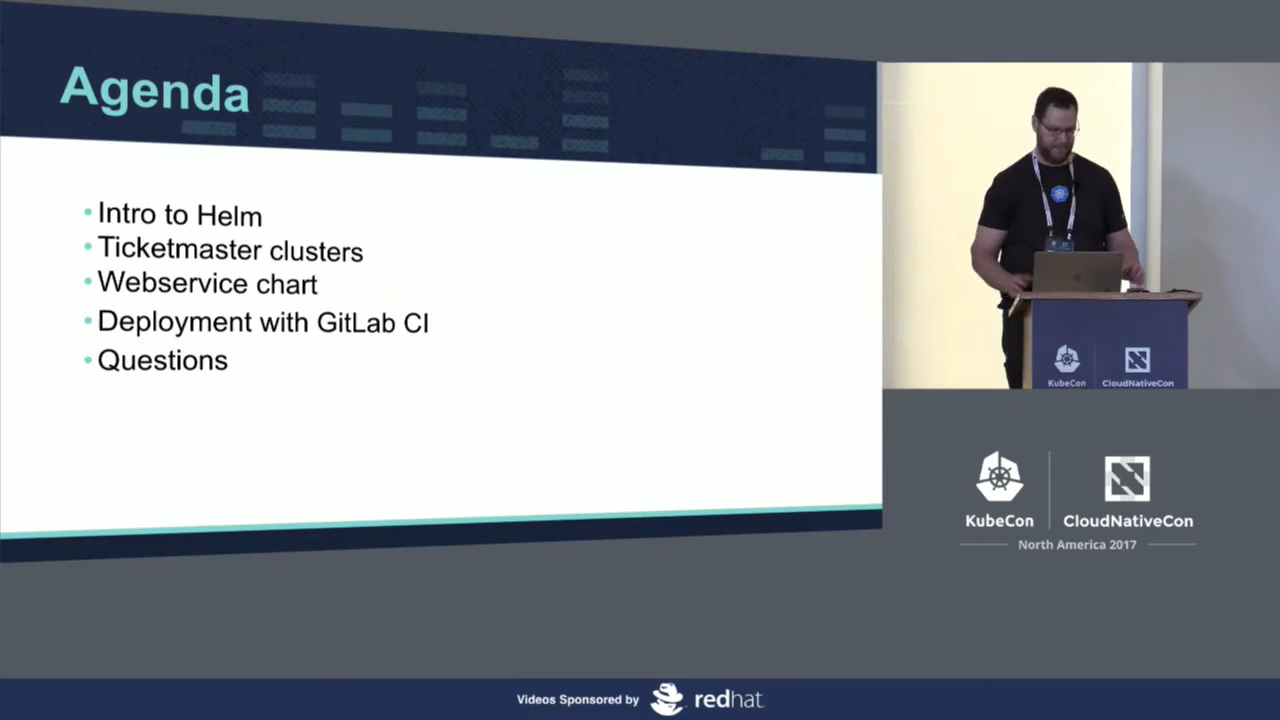 Agenda
Intro to Helm
Ticketmaster clusters
Webservice chart
Deployment with GitLab CI
Questions
KubeCon
CloudNativeCon
KubeCon
CloudNativeCon
North America 2017
Videos Sponsored by
redhat